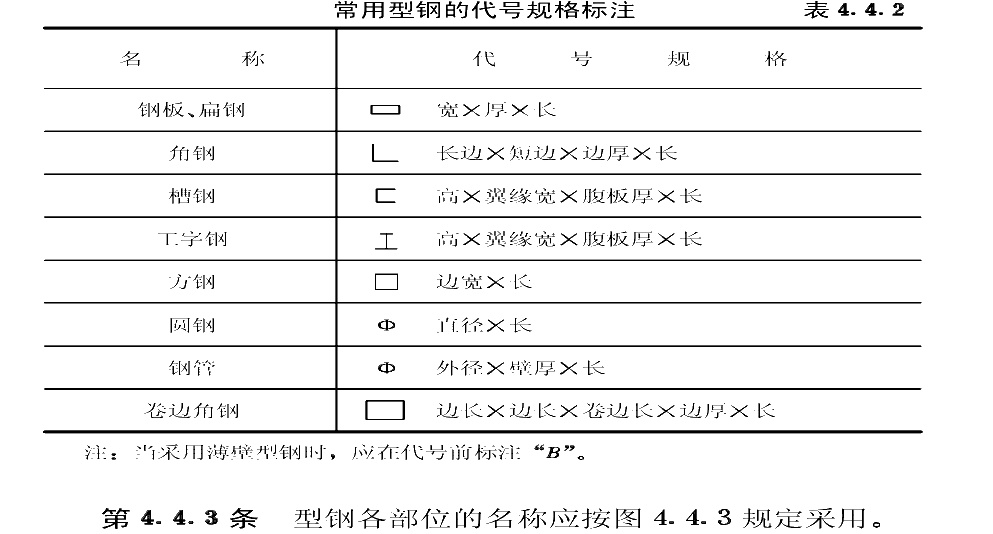 常用型钢的代号规格标注 表 4.4.2
名称 代号规格
钢板、扁钢 宽×厚×长
角钢 长边×短边×边厚×长
槽钢 高×翼缘宽×腹板厚×长
工字钢 高×翼缘宽×腹板厚×长
方钢 边宽×长
圆钢 Φ 直径×长
钢管 Φ 外径×壁厚×长
卷边角钢 边长×边长×卷边长×边厚×长
注：当采用薄壁型钢时，应在代号前标注“B”。
第 4.4.3 条 型钢各部位的名称应按图 4.4.3 规定采用。